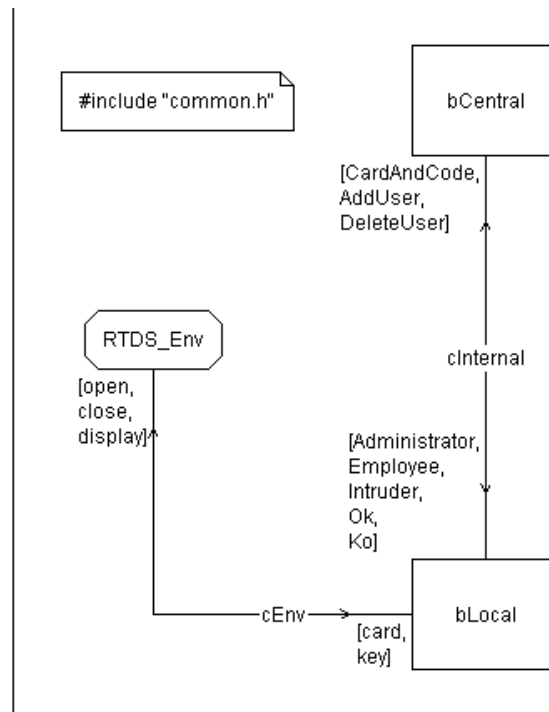 #include "common.h"
bCentral
[CardAndCode,
AddUser,
DeleteUser]
RTDS_Env
[open,
close,
display]
cInternal
[Administrator,
Employee,
Intruder,
Ok,
Ko]
cEnv
[card,
key]
bLocal